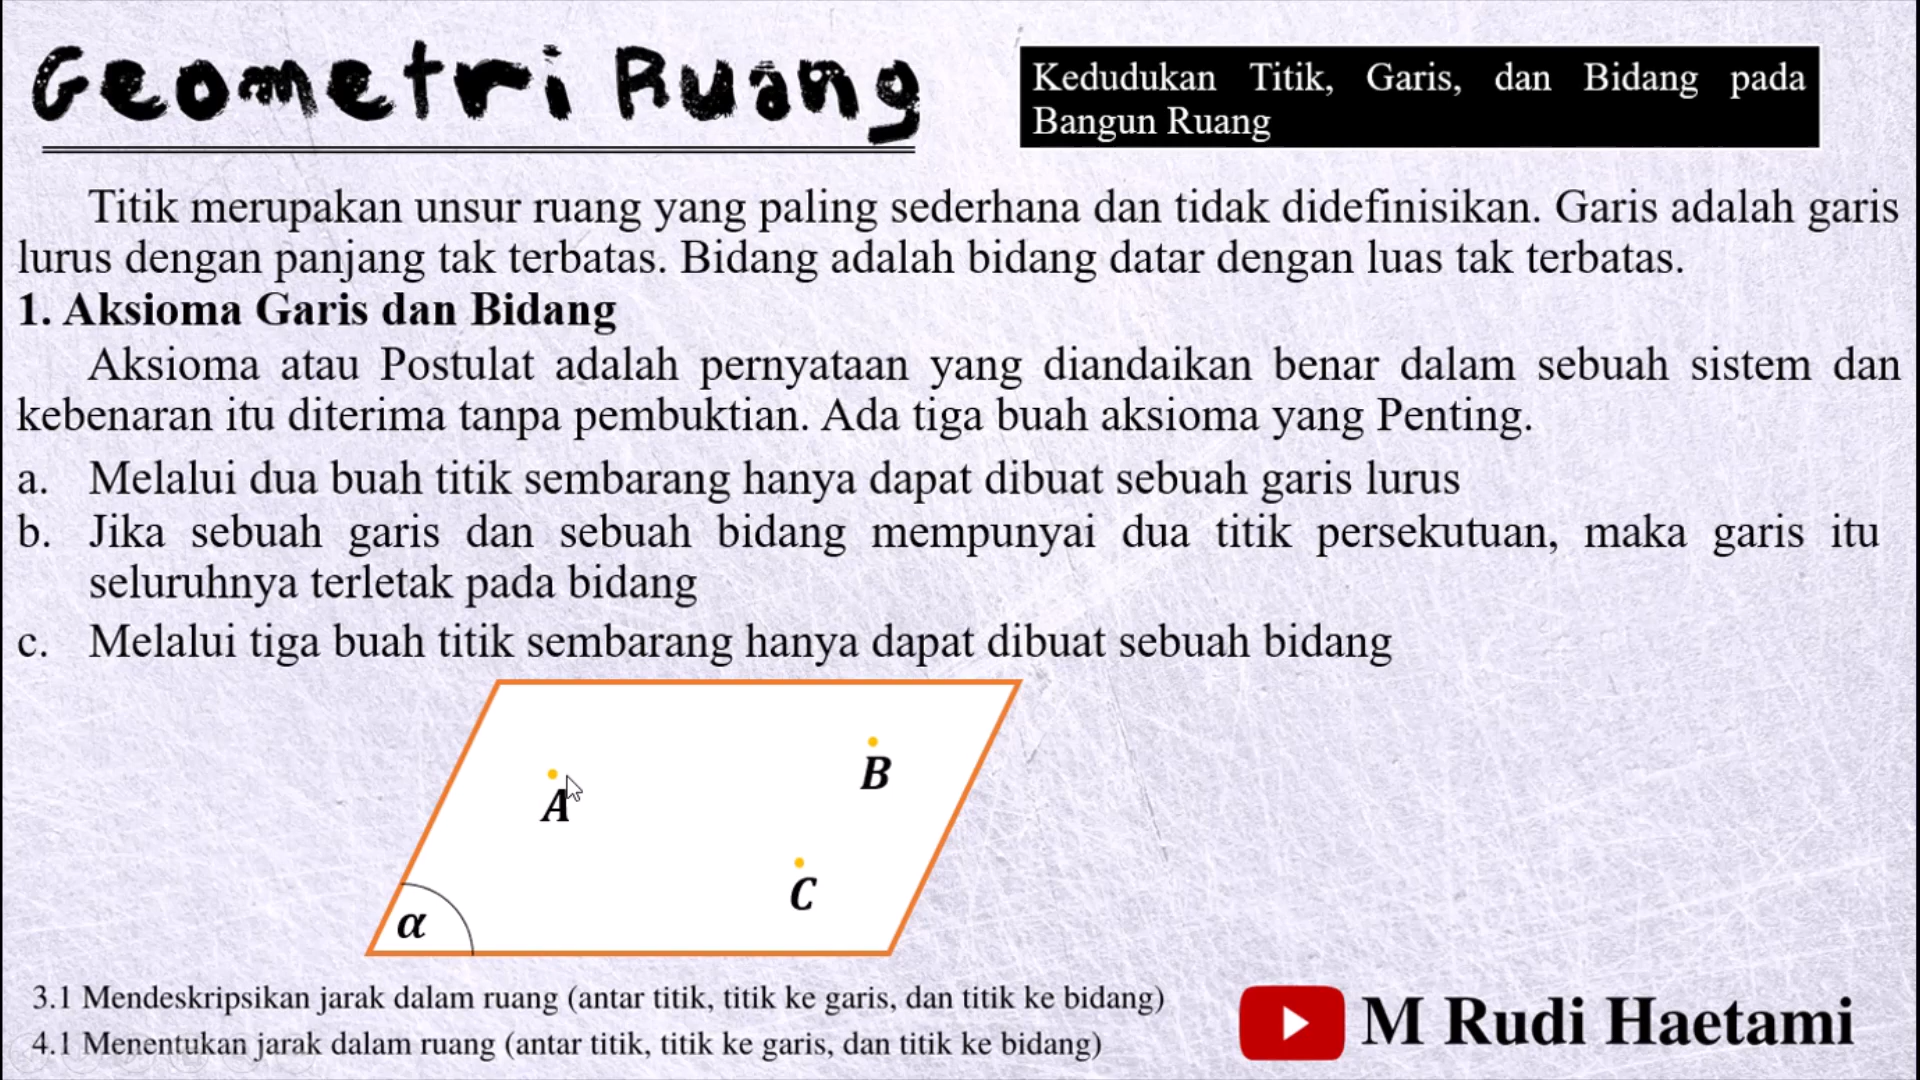 Geometri Ruang
Kedudukan Titik, Garis, dan Bidang pada
Bangun Ruang
Titik merupakan unsur ruang yang paling sederhana dan tidak didefinisikan. Garis adalah garis
lurus dengan panjang tak terbatas. Bidang adalah bidang datar dengan luas tak terbatas.
1. Aksioma Garis dan Bidang
Aksioma atau Postulat adalah pernyataan yang diandaikan benar dalam sebuah sistem dan
kebenaran itu diterima tanpa pembuktian. Ada tiga buah aksioma yang Penting.
a. Melalui dua buah titik sembarang hanya dapat dibuat sebuah garis lurus
b. Jika sebuah garis dan sebuah bidang mempunyai dua titik persekutuan, maka garis itu
seluruhnya terletak pada bidang
c. Melalui tiga buah titik sembarang hanya dapat dibuat sebuah bidang
B
A
C
α
3.1 Mendeskripsikan jarak dalam ruang (antar titik, titik ke garis, dan titik ke bidang)
4.1 Menentukan jarak dalam ruang (antar titik, titik ke garis, dan titik ke bidang)
M Rudi Haetami